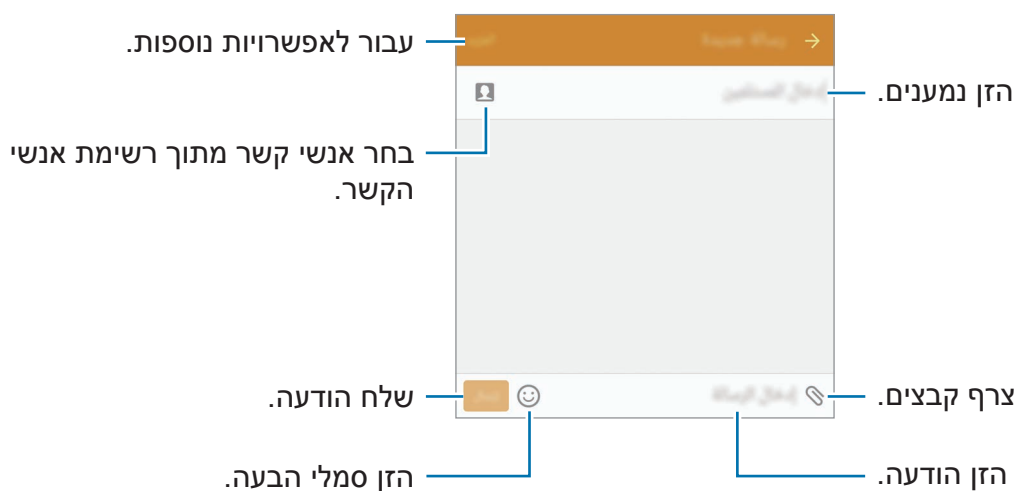 עבור לאפשרויות נוספות.
הזן נמענים.
בחר אנשי קשר מתוך רשימת אנשי
הקשר.
שלח הודעה.
צרף קבצים.
הזן סמלי הבעה.
הזן הודעה.